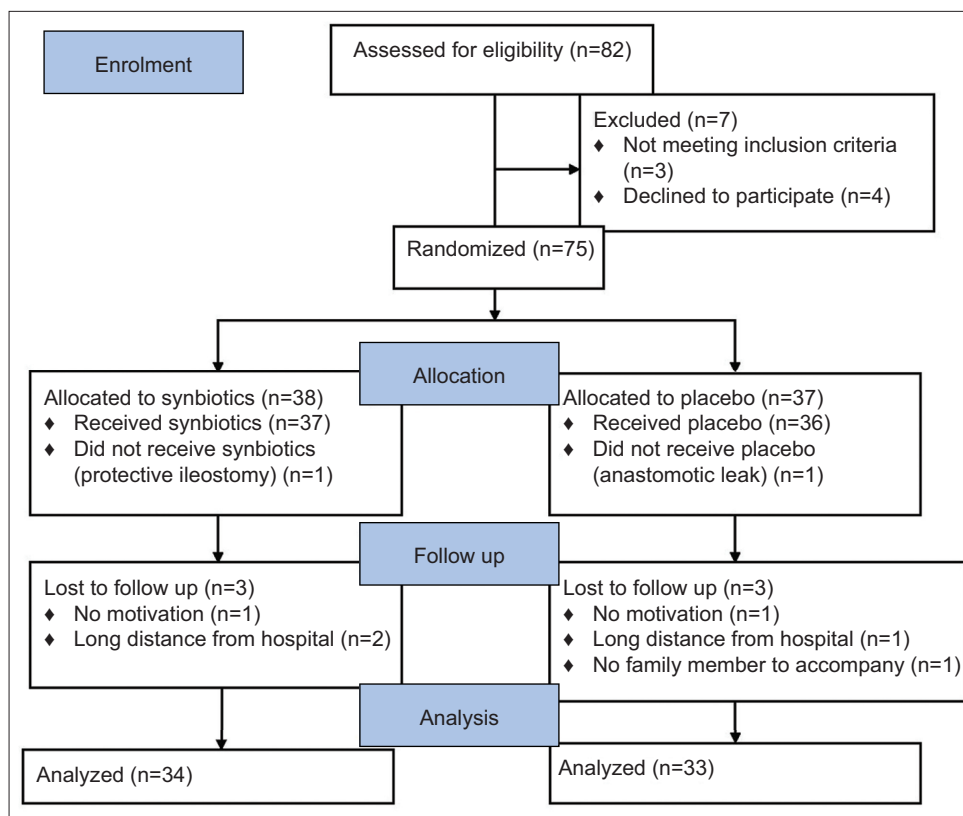 Enrolment
Assessed for eligibility (n=82)
Excluded (n=7)
♦ Not meeting inclusion criteria
(n=3)
♦ Declined to participate (n=4)
Randomized (n=75)
Allocation
Allocated to synbiotics (n=38)
♦ Received synbiotics (n=37)
♦ Did not receive synbiotics
(protective ileostomy) (n=1)
Allocated to placebo (n=37)
♦ Received placebo (n=36)
♦ Did not receive placebo
(anastomotic leak) (n=1)
Follow up
Lost to follow up (n=3)
♦ No motivation (n=1)
♦ Long distance from hospital (n=2)
Lost to follow up (n=3)
♦ No motivation (n=1)
♦ Long distance from hospital (n=1)
♦ No family member to accompany (n=1)
Analysis
Analyzed (n=34)
Analyzed (n=33)